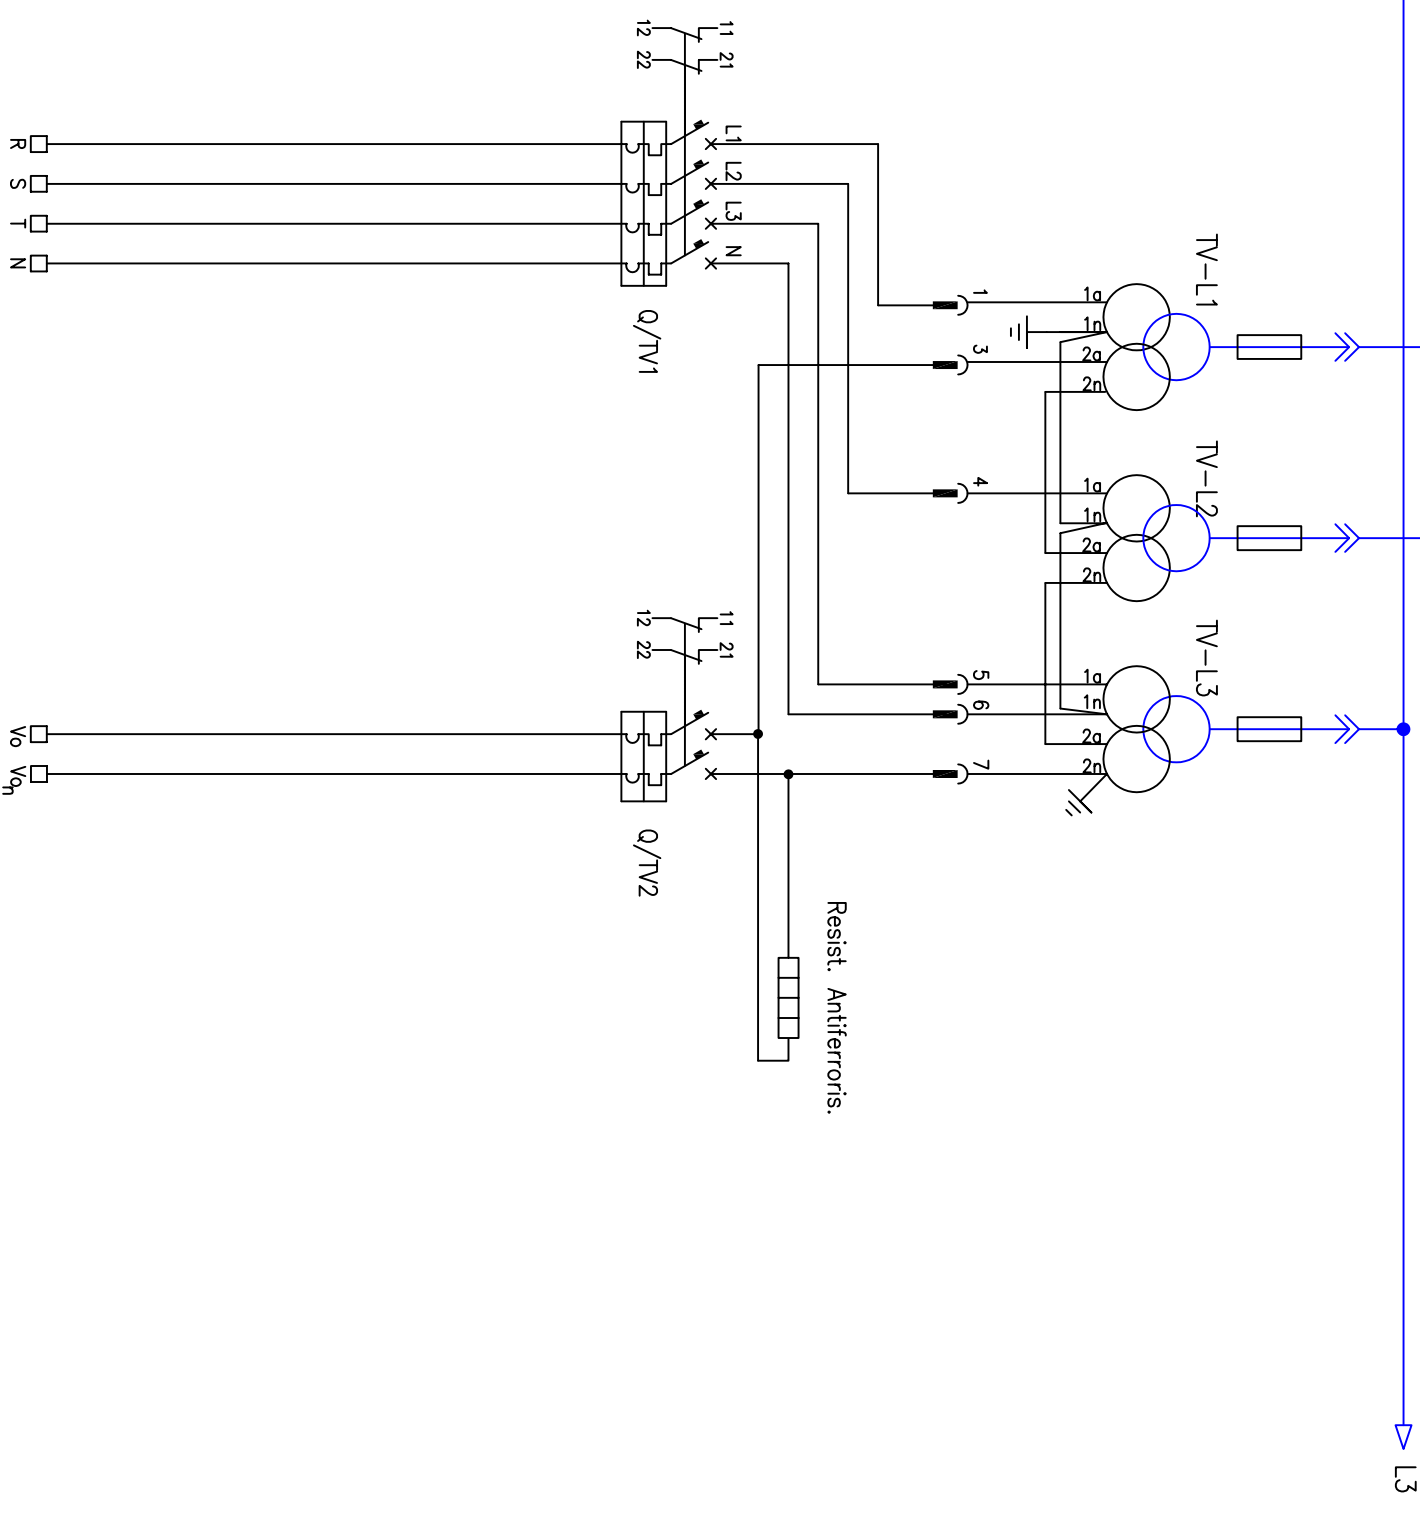 11
12
21
22
L1
R
L2
S
L3
T
N
N
TV-L1
1a
1
1n
Q/TV1
3
2a
2n
TV-L2
1a
4
1n
2a
2n
11
12
21
22
TV-L3
1a
5
1n
6
2a
Vo
2n
7
Von
Q/TV2
Resist. Antiferroris.
L3